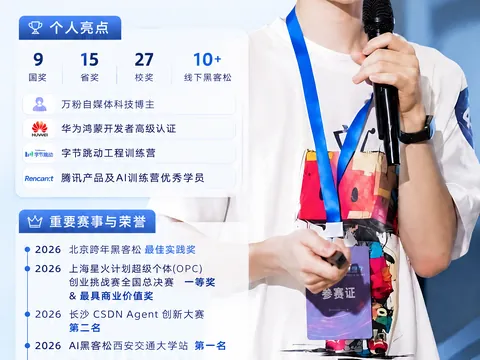 个人亮点
9 15 27 10+
国奖 省奖 校奖 线下黑客松
万粉自媒体科技博主
HUAWEI 华为鸿蒙开发者高级认证
字节跳动 字节跳动工程训练营
Rencan:t 腾讯产品及AI训练营优秀学员
重要赛事与荣誉
2026 北京跨年黑客松 最佳实践奖
2026 上海星火计划超级个体(OPC)
创业挑战赛全国总决赛 一等奖
& 最具商业价值奖
2026 长沙 CSDN Agent 创新大赛
第二名
2026 AI黑客松西安交通大学站 第一名
参赛证